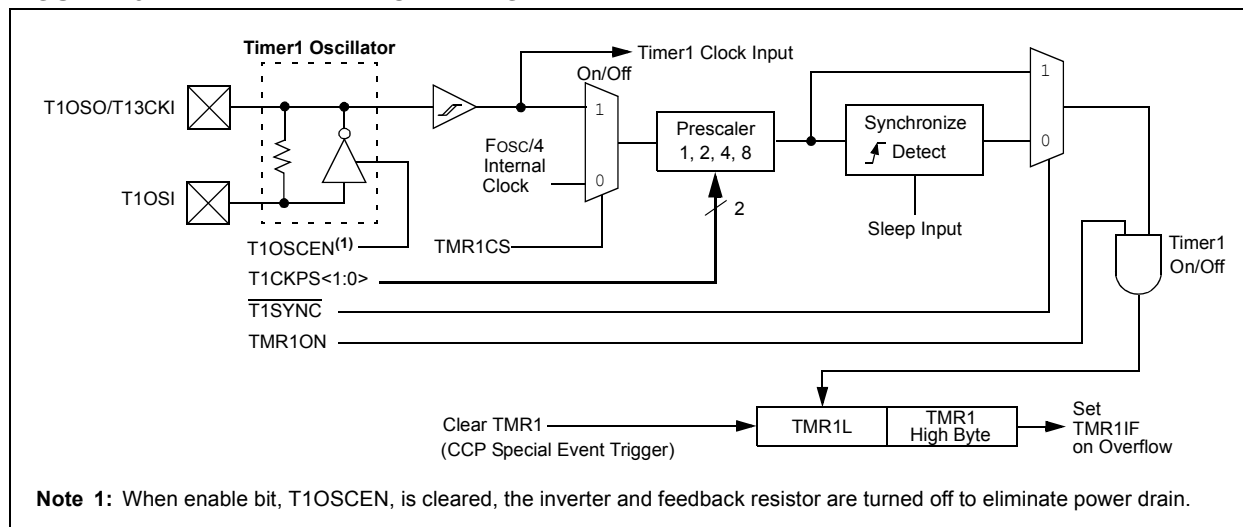 Timer1 Oscillator
Timer1 Clock Input
On/Off
T1OSO/T13CKI
1
1
Prescaler
1, 2, 4, 8
Synchronize
Detect
FOSC/4
Internal
Clock
0
0
T1OSI
2
Sleep Input
T1OSCEN(1)
TMR1CS
Timer1
On/Off
T1CKPS<1:0>
T1SYNC
TMR1ON
Clear TMR1
(CCP Special Event Trigger)
TMR1L
TMR1
High Byte
Set
TMR1IF
on Overflow
Note 1: When enable bit, T1OSCEN, is cleared, the inverter and feedback resistor are turned off to eliminate power drain.